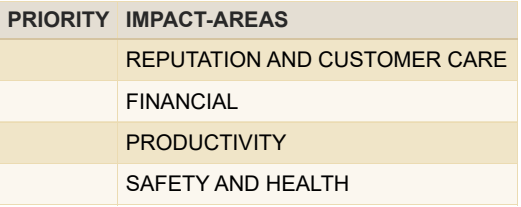 PRIORITY IMPACT-AREAS
REPUTATION AND CUSTOMER CARE
FINANCIAL
PRODUCTIVITY
SAFETY AND HEALTH